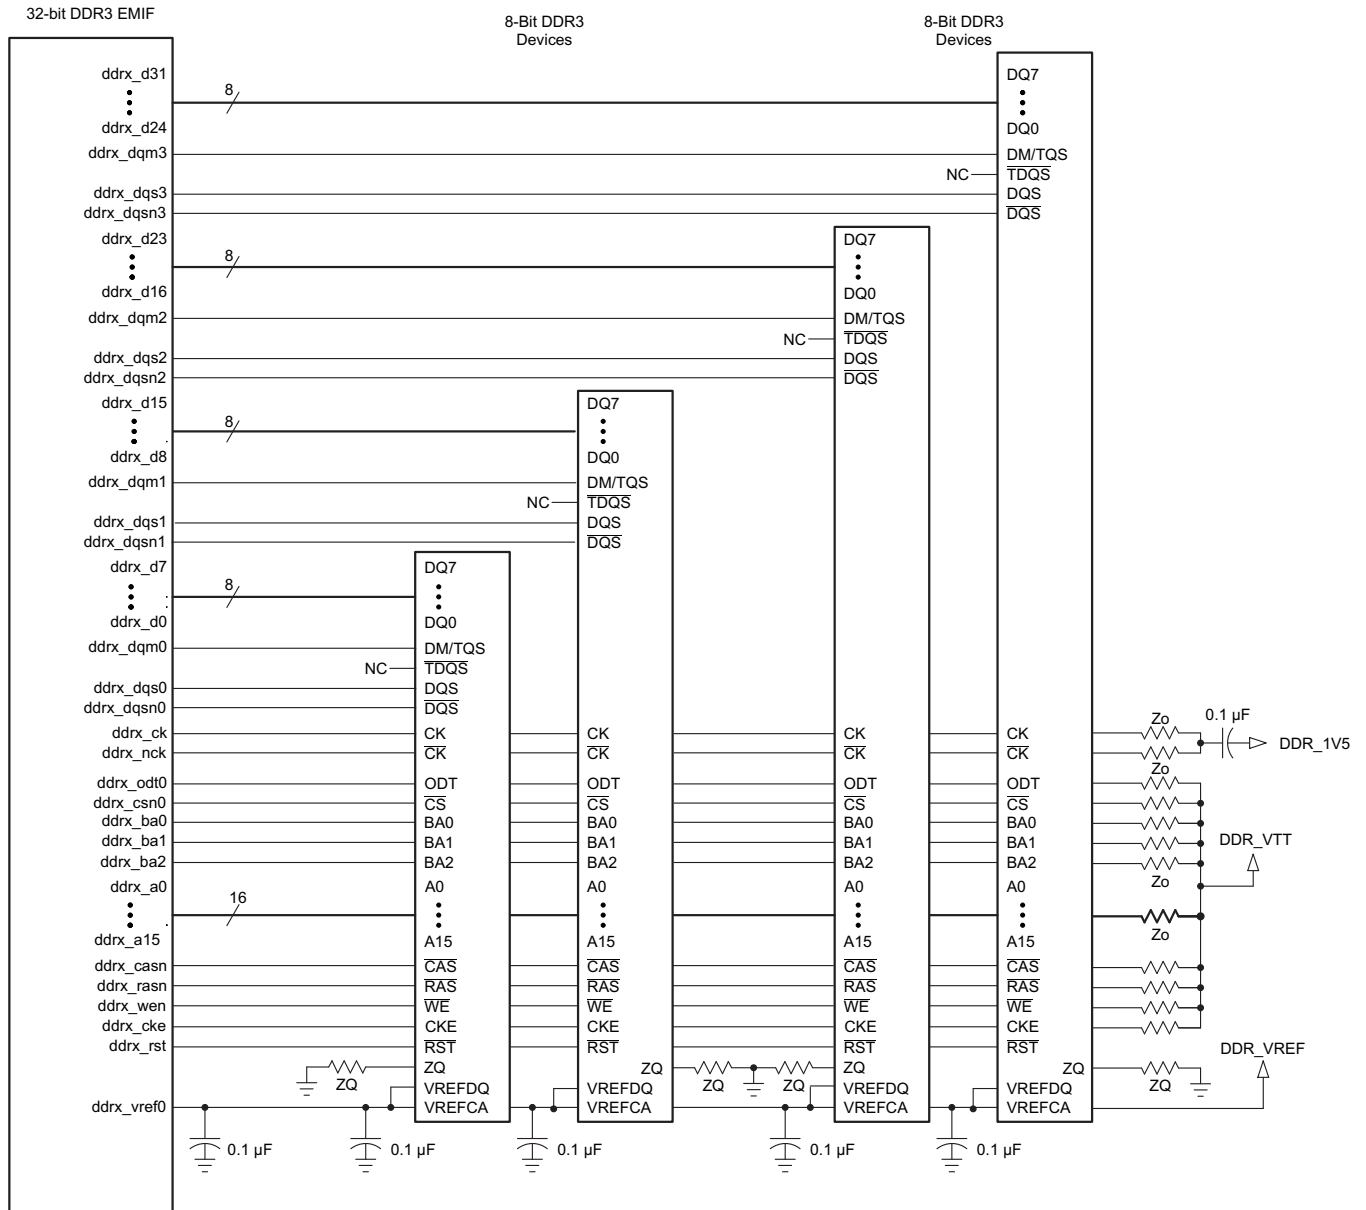 32-bit DDR3 EMIF
8-Bit DDR3
Devices
8-Bit DDR3
Devices
ddrx_d31
8
DQ7
ddrx_d24
DQ0
ddrx_dqm3
DM/TQS
NC
TDQS
ddrx_dqs3
DQS
ddrx_dqsn3
DQS
ddrx_d23
8
DQ7
ddrx_d16
DQ0
ddrx_dqm2
DM/TQS
NC
TDQS
ddrx_dqs2
DQS
ddrx_dqsn2
DQS
ddrx_d15
8
DQ7
ddrx_d8
DQ0
ddrx_dqm1
DM/TQS
NC
TDQS
ddrx_dqs1
DQS
ddrx_dqsn1
DQS
ddrx_d7
8
DQ7
ddrx_d0
DQ0
ddrx_dqm0
DM/TQS
NC
TDQS
ddrx_dqs0
DQS
ddrx_dqsn0
DQS
ddrx_ck CK CK CK CK Zo 0.1 µF
ddrx_nck CK CK CK CK Zo DDR_1V5
ddrx_odt0 ODT ODT ODT ODT
ddrx_csn0 CS CS CS CS
ddrx_ba0 BA0 BA0 BA0 BA0
ddrx_ba1 BA1 BA1 BA1 BA1 DDR_VTT
ddrx_ba2 BA2 BA2 BA2 BA2 Zo
ddrx_a0 A0 A0 A0 A0
16
ddrx_a15 A15 A15 A15 A15 Zo
ddrx_casn CAS CAS CAS CAS
ddrx_rasn RAS RAS RAS RAS
ddrx_wen WE WE WE WE
ddrx_cke CKE CKE CKE CKE
ddrx_rst RST RST RST RST DDR_VREF
ZQ ZQ ZQ ZQ
ZQ ZQ ZQ ZQ
VREFDQ VREFDQ VREFDQ VREFDQ
ddrx_vref0 VREFCA VREFCA VREFCA VREFCA
0.1 µF 0.1 µF 0.1 µF 0.1 µF 0.1 µF